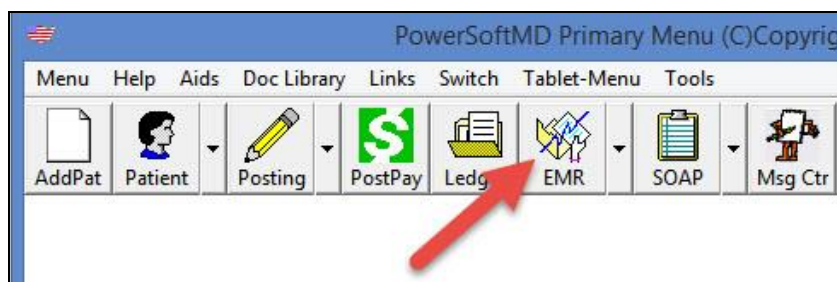 PowerSoftMD Primary Menu (C)Copyrig
Menu Help Aids Doc Library Links Switch Tablet-Menu Tools
AddPat Patient Posting PostPay Ledg EMR SOAP Msg Ctr